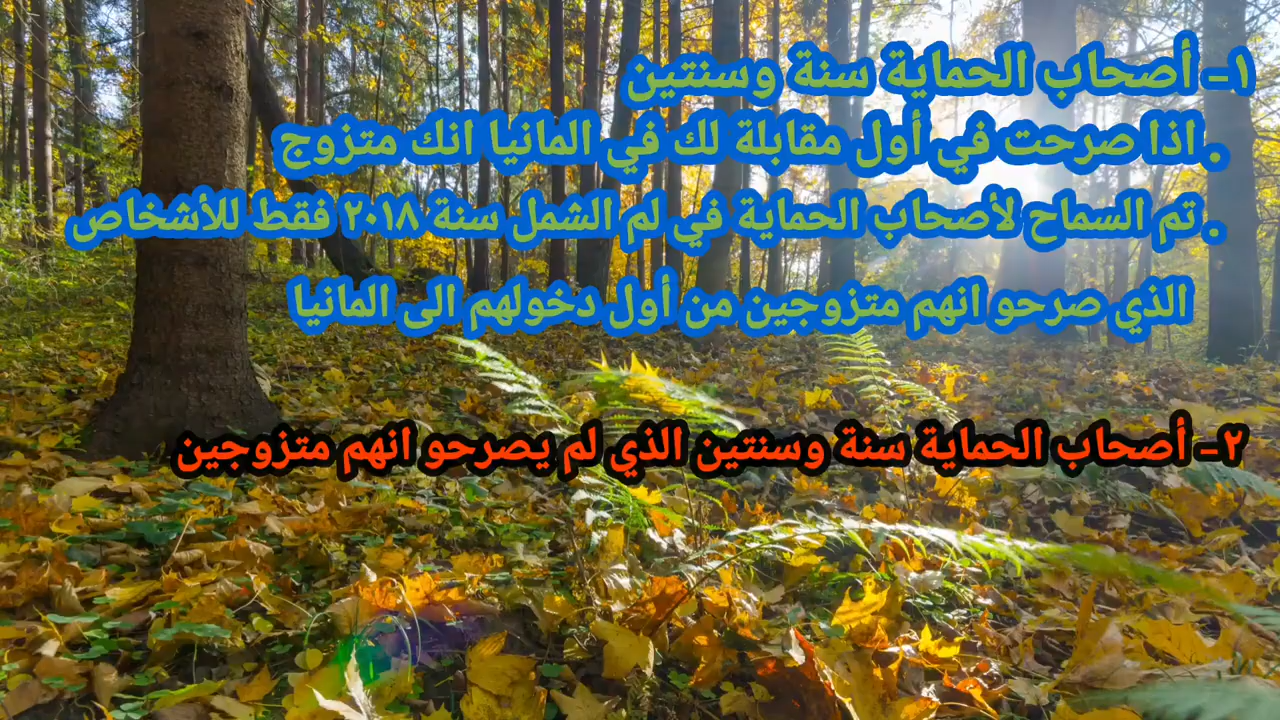 ١- أصحاب الحماية سنة وسنتين
. اذا صرحت في أول مقابلة لك في المانيا انك متزوج
. تم السماح لأصحاب الحماية في لم الشمل سنة ٢٠١٨ فقط للأشخاص
الذي صرحو انهم متزوجين من أول دخولهم الى المانيا
٢- أصحاب الحماية سنة وسنتين الذي لم يصرحو انهم متزوجين